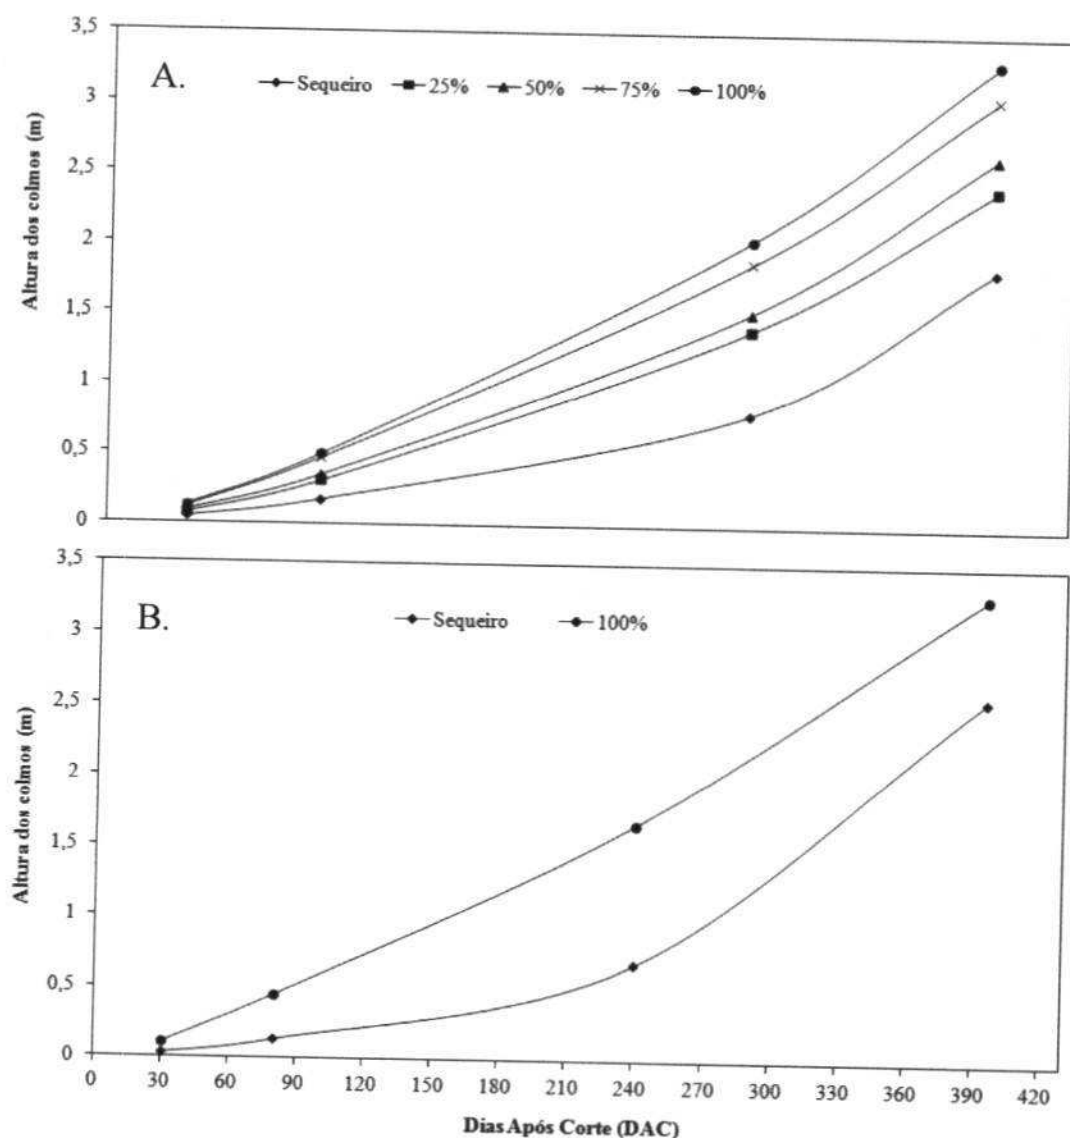 3,5
A.
Sequeiro 25% 50% 75% 100%
3
2,5
2
1,5
1
0,5
0
Altura dos colmos (m)
3,5
B.
Sequeiro 100%
3
2,5
2
1,5
1
0,5
0
Altura dos colmos (m)
0 30 60 90 120 150 180 210 240 270 300 330 360 390 420
Dias Após Corte (DAC)